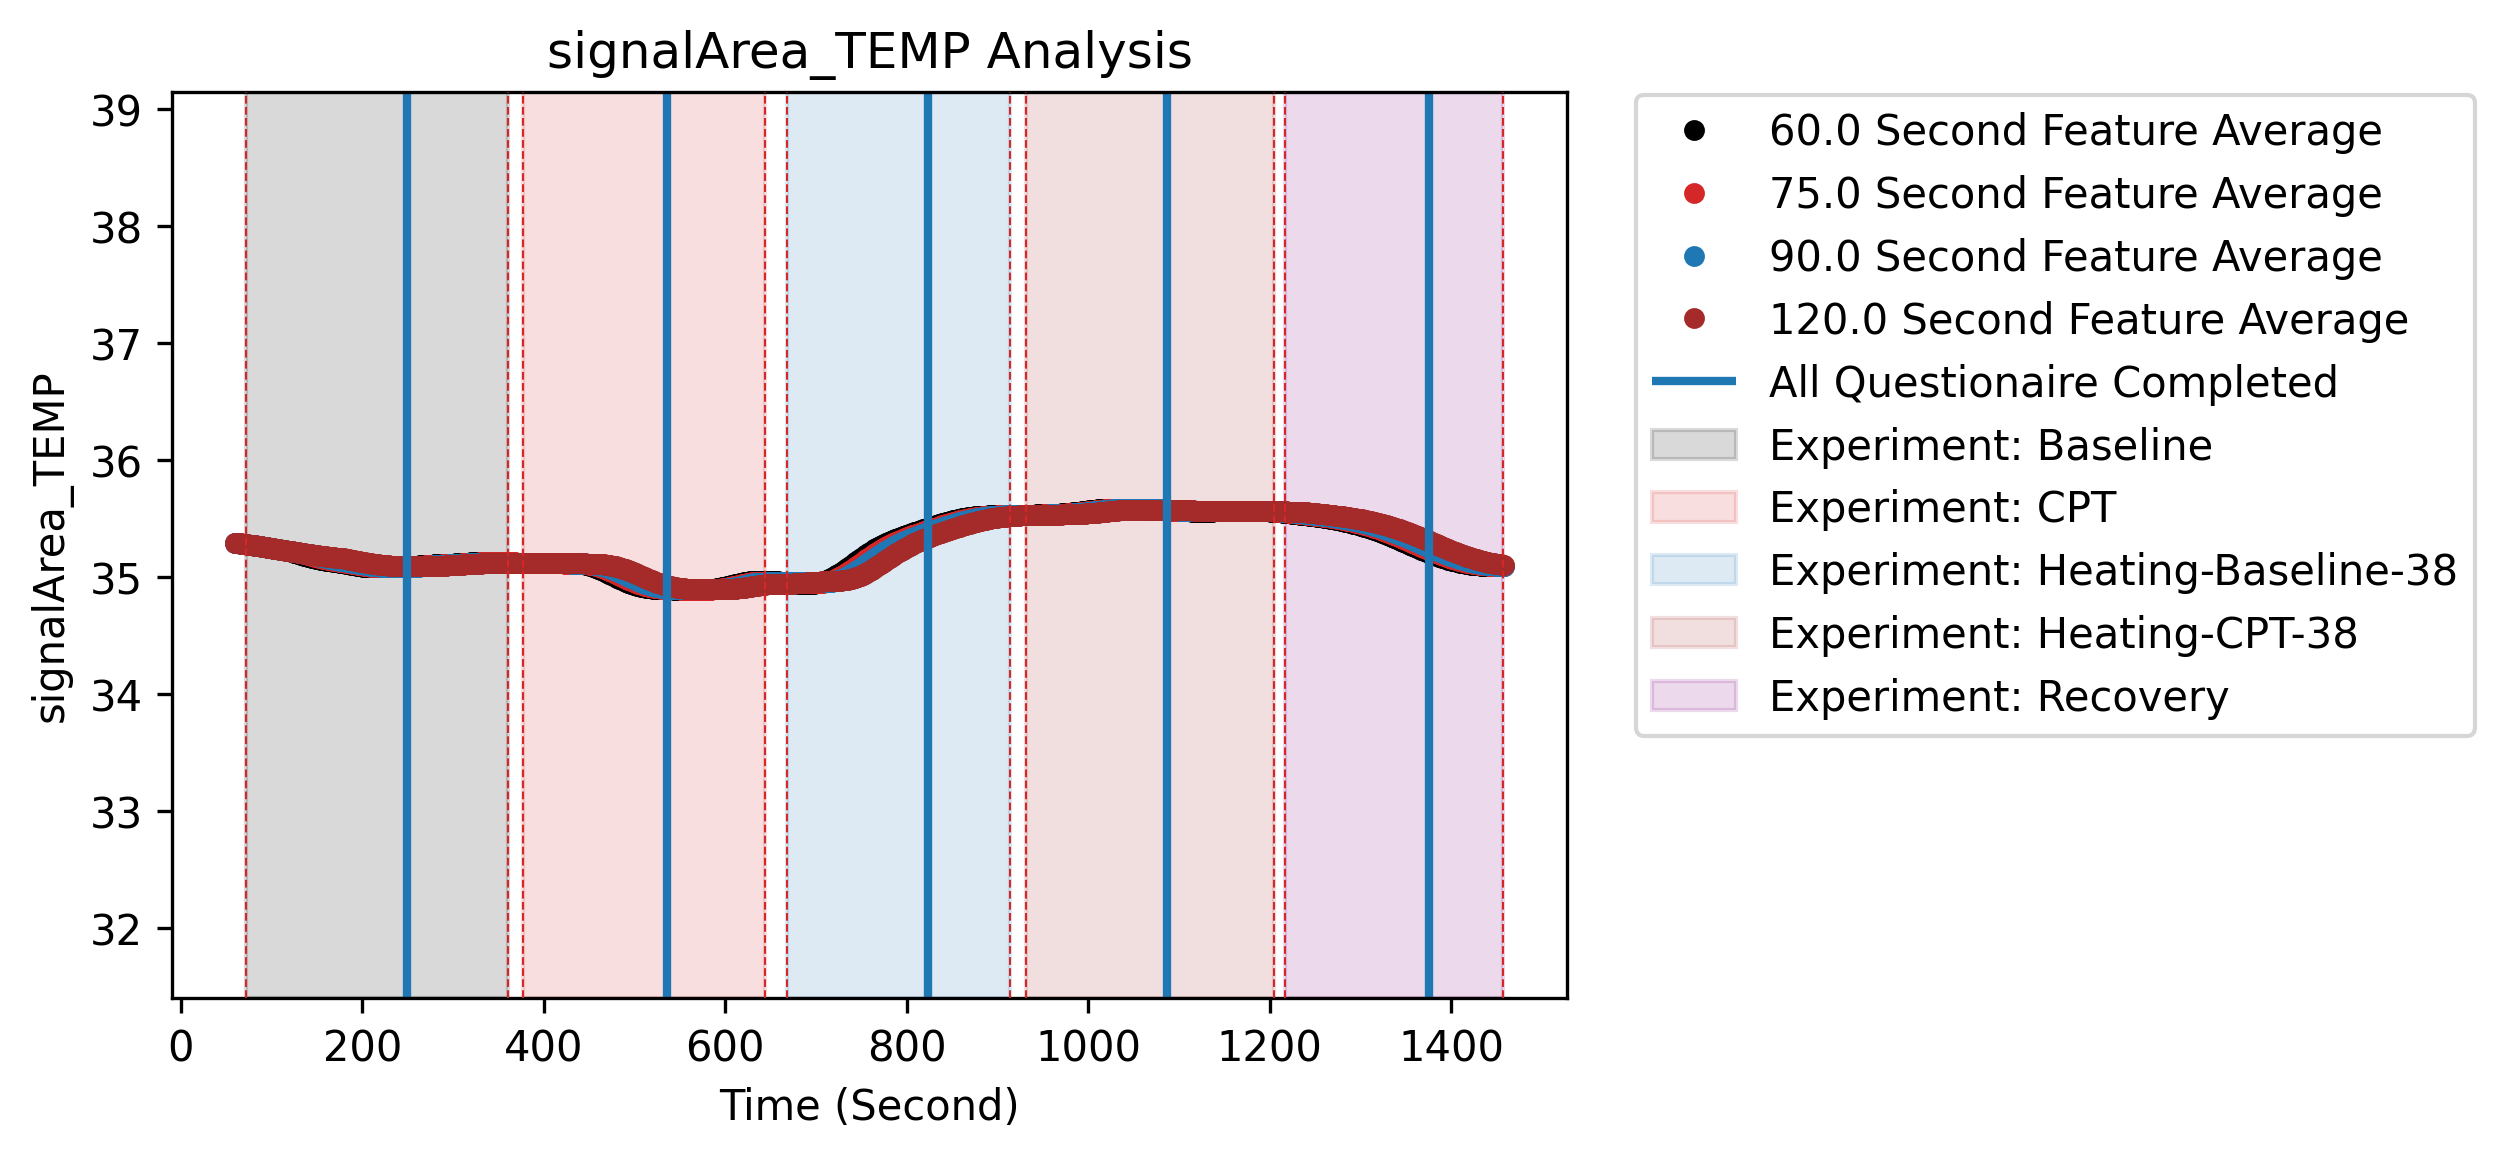 signalArea_TEMP Analysis
signalArea_TEMP
39
38
37
36
35
34
33
32
0 200 400 600 800 1000 1200 1400
Time (Second)
60.0 Second Feature Average
75.0 Second Feature Average
90.0 Second Feature Average
120.0 Second Feature Average
All Questionaire Completed
Experiment: Baseline
Experiment: CPT
Experiment: Heating-Baseline-38
Experiment: Heating-CPT-38
Experiment: Recovery